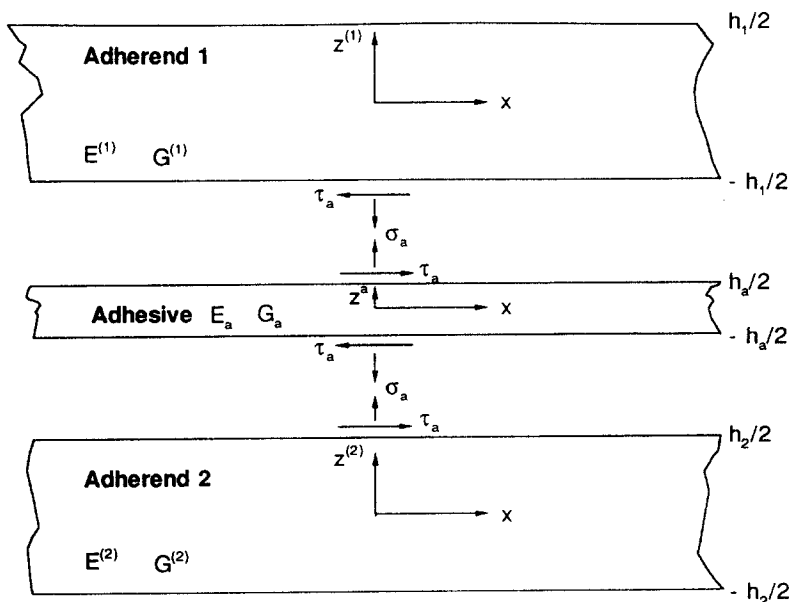 h₁/2
z⁽¹⁾
Adherend 1
x
E⁽¹⁾ G⁽¹⁾
- h₁/2
τₐ
σₐ
τₐ
hₐ/2
zᵃ
Adhesive Eₐ Gₐ
x
- hₐ/2
τₐ
σₐ
τₐ
h₂/2
z⁽²⁾
Adherend 2
x
E⁽²⁾ G⁽²⁾
- h₂/2